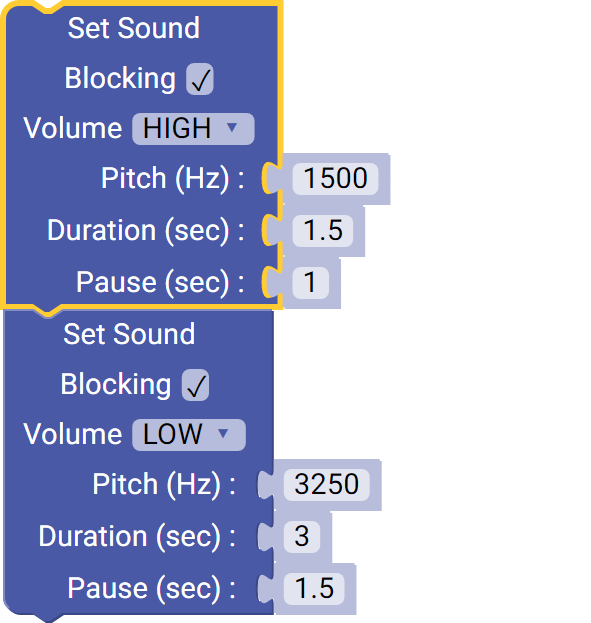 Set Sound
Blocking ✓
Volume HIGH ▼
Pitch (Hz) : 1500
Duration (sec) : 1.5
Pause (sec) : 1
Set Sound
Blocking ✓
Volume LOW ▼
Pitch (Hz) : 3250
Duration (sec) : 3
Pause (sec) : 1.5